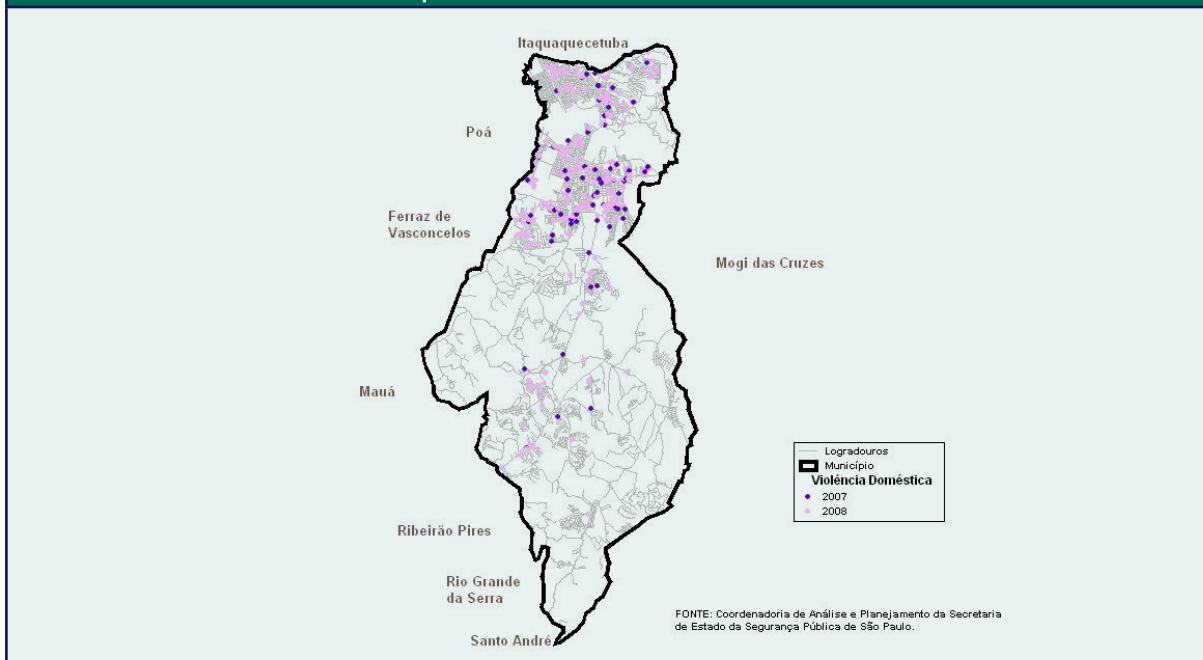 Itaquaquecetuba
Poá
Ferraz de
Vasconcelos
Mogi das Cruzes
Mauá
Logradouros
Município
Violência Doméstica
2007
2008
Ribeirão Pires
Rio Grande
da Serra
FONTE: Coordenadoria de Análise e Planejamento da Secretaria
de Estado da Segurança Pública de São Paulo.
Santo André